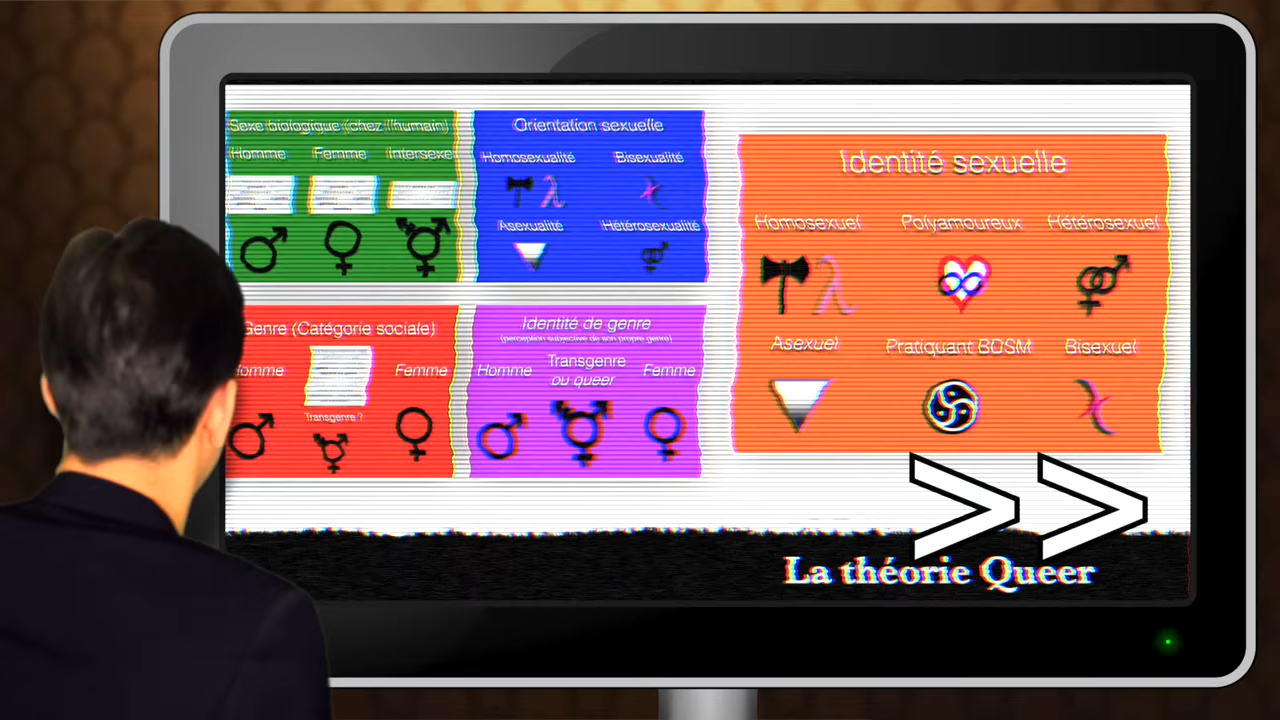 Sexe biologique (chez l'humain)
Homme Femme Intersexe
Orientation sexuelle
Homosexualité Bisexualité
Asexualité Hétérosexualité
Identité sexuelle
Homosexuel Polyamoureux Hétérosexuel
Asexuel Pratiquant BDSM Bisexuel
Genre (Catégorie sociale)
Homme Femme
Transgenre ?
Identité de genre
(perception subjective de son propre genre)
Homme Transgenre Femme
ou queer
>>
La théorie Queer